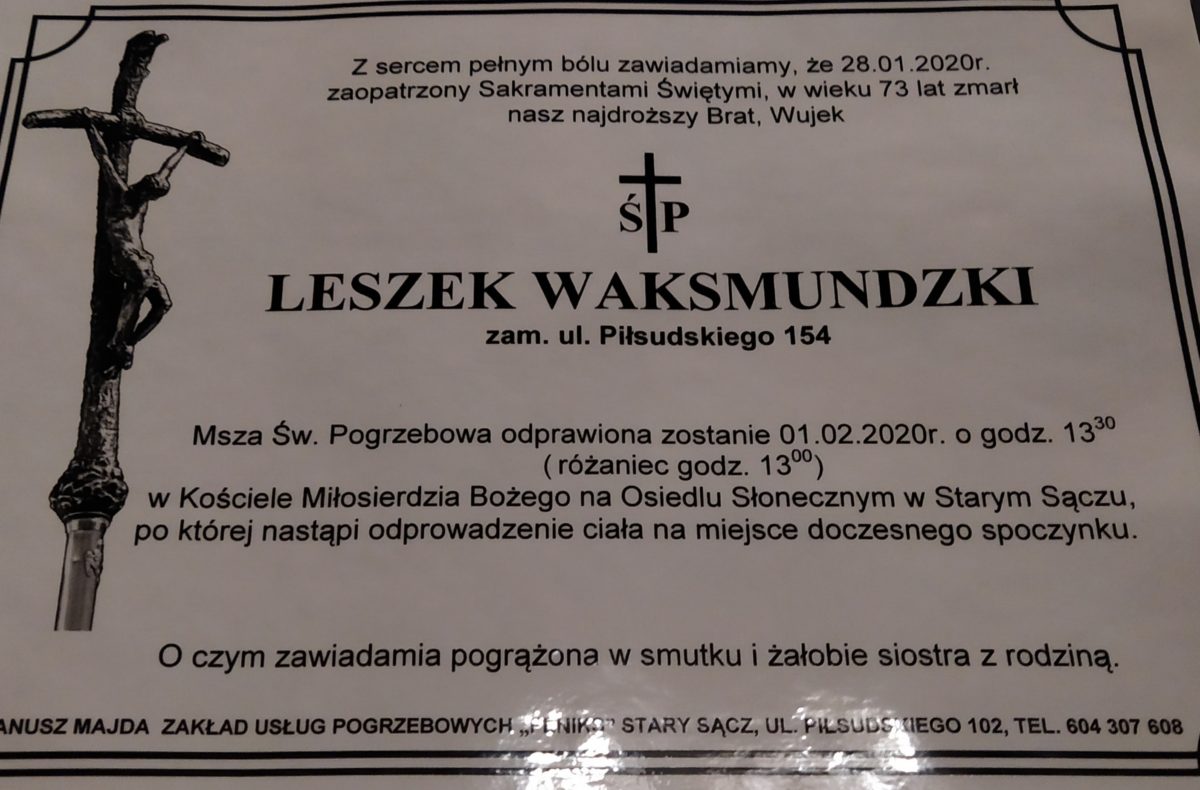 Z sercem pełnym bólu zawiadamiamy, że 28.01.2020r.
zaopatrzony Sakramentami Świętymi, w wieku 73 lat zmarł
nasz najdroższy Brat, Wujek
Ś P
LESZEK WAKSMUNDZKI
zam. ul. Piłsudskiego 154
Msza Św. Pogrzebowa odprawiona zostanie 01.02.2020r. o godz. 13³⁰
(różaniec godz. 13⁰⁰)
w Kościele Miłosierdzia Bożego na Osiedlu Słonecznym w Starym Sączu,
po której nastąpi odprowadzenie ciała na miejsce doczesnego spoczynku.
O czym zawiadamia pogrążona w smutku i żałobie siostra z rodziną.
ANUSZ MAJDA ZAKŁAD USŁUG POGRZEBOWYCH „FENIKS" STARY SĄCZ, UL. PIŁSUDSKIEGO 102, TEL. 604 307 608